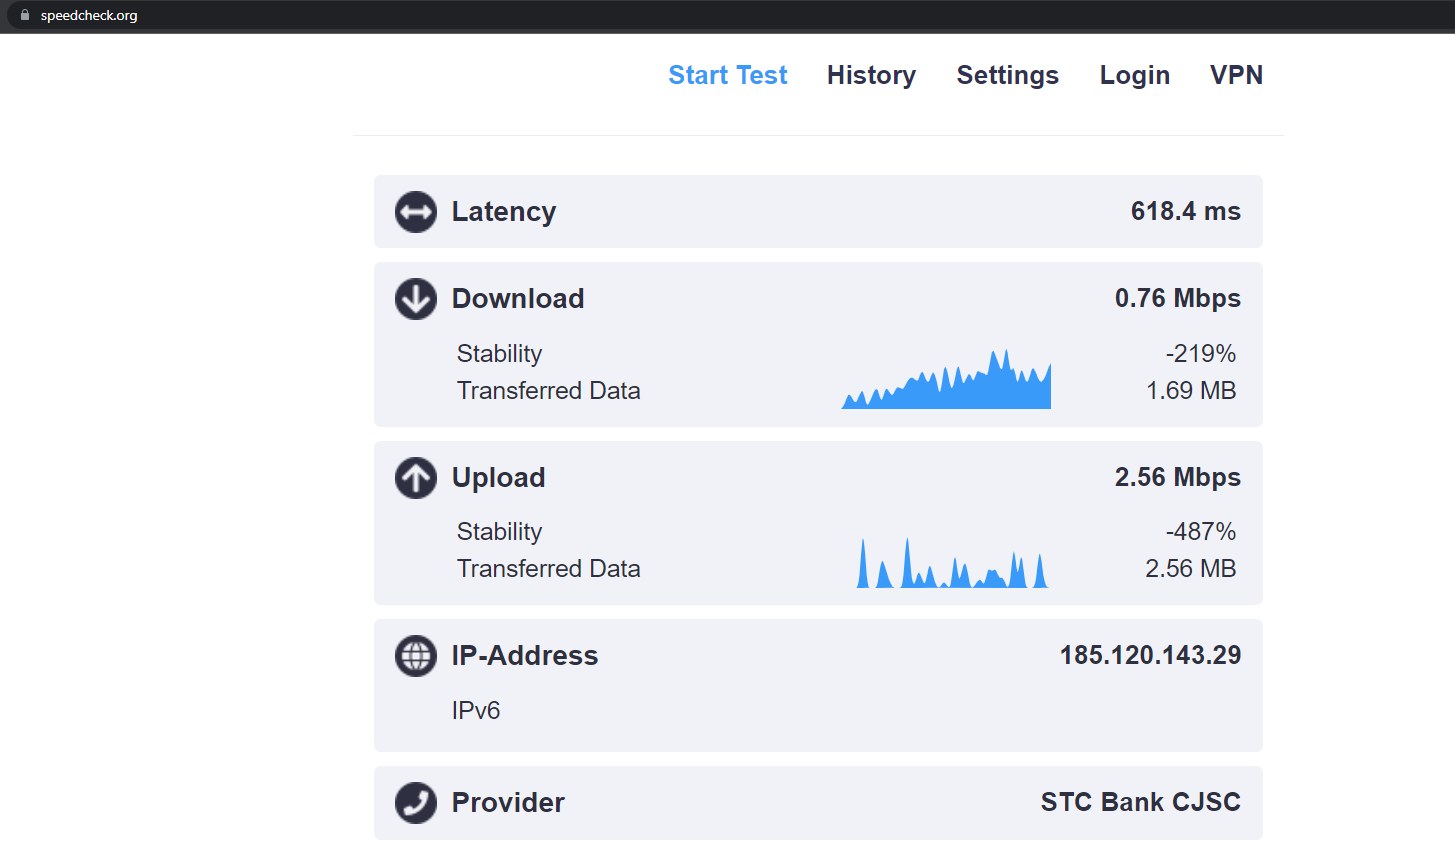 speedcheck.org
Start Test History Settings Login VPN
Latency 618.4 ms
Download 0.76 Mbps
Stability -219%
Transferred Data 1.69 MB
Upload 2.56 Mbps
Stability -487%
Transferred Data 2.56 MB
IP-Address 185.120.143.29
IPv6
Provider STC Bank CJSC